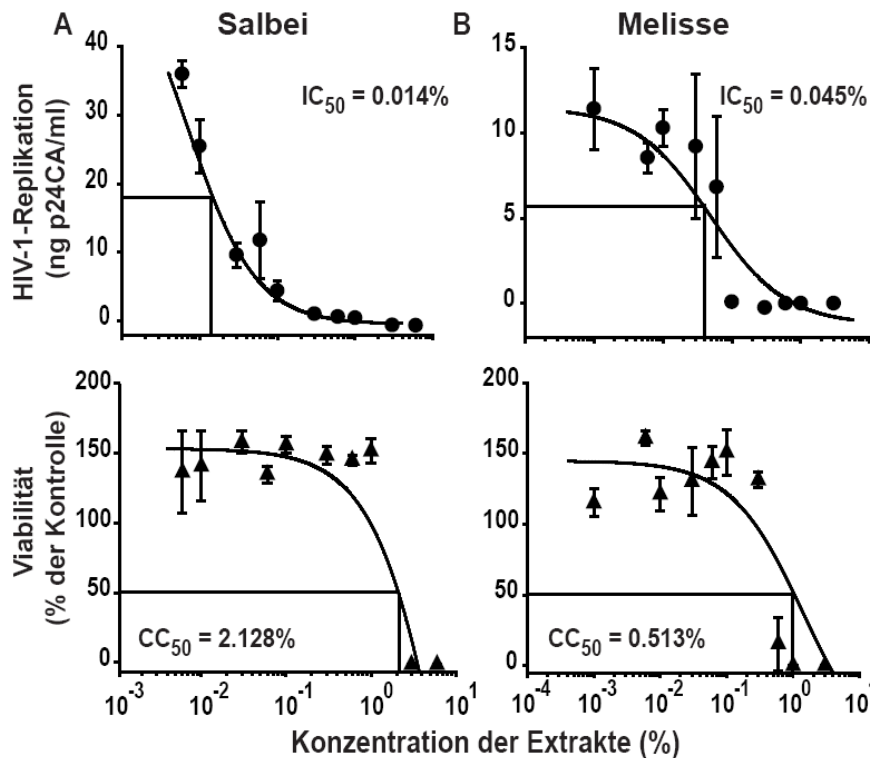 A Salbei
B Melisse
HIV-1-Replikation
(ng p24CA/ml)
40
30
20
10
0
IC50 = 0.014%
15
10
5
0
IC50 = 0.045%
Viabilität
(% der Kontrolle)
200
150
100
50
0
CC50 = 2.128%
10-3 10-2 10-1 100 101
200
150
100
50
0
CC50 = 0.513%
10-4 10-3 10-2 10-1 100 101
Konzentration der Extrakte (%)